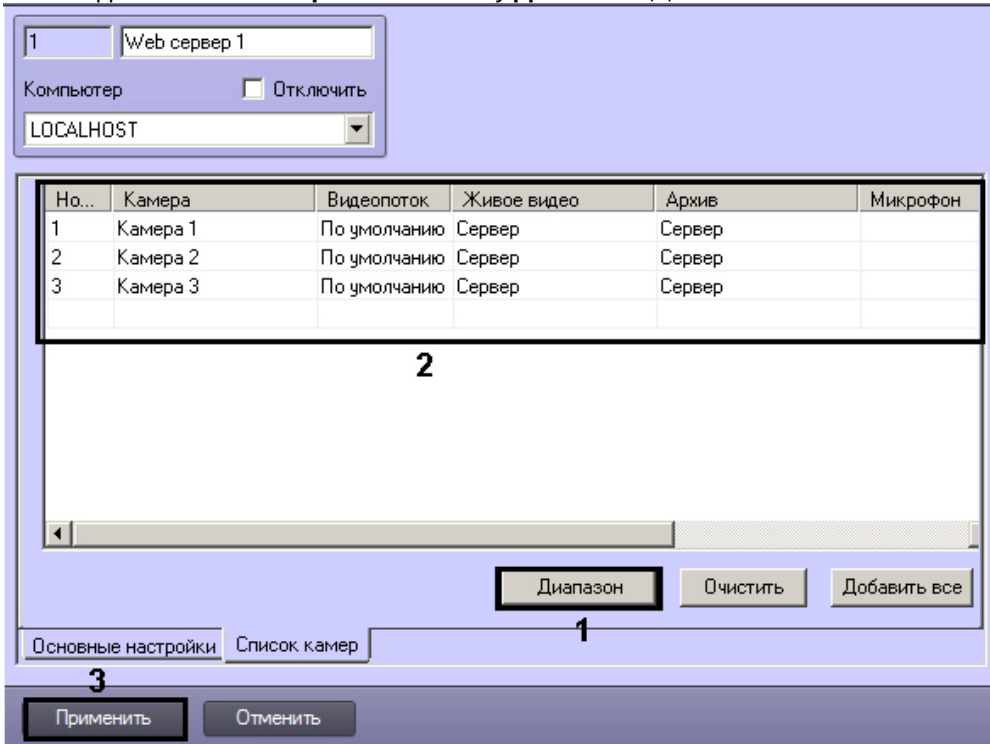 1 Web сервер 1
Компьютер Отключить
LOCALHOST
Но... Камера Видеопоток Живое видео Архив Микрофон
1 Камера 1 По умолчанию Сервер Сервер
2 Камера 2 По умолчанию Сервер Сервер
3 Камера 3 По умолчанию Сервер Сервер
2
Диапазон Очистить Добавить все
1
Основные настройки Список камер
3
Применить Отменить